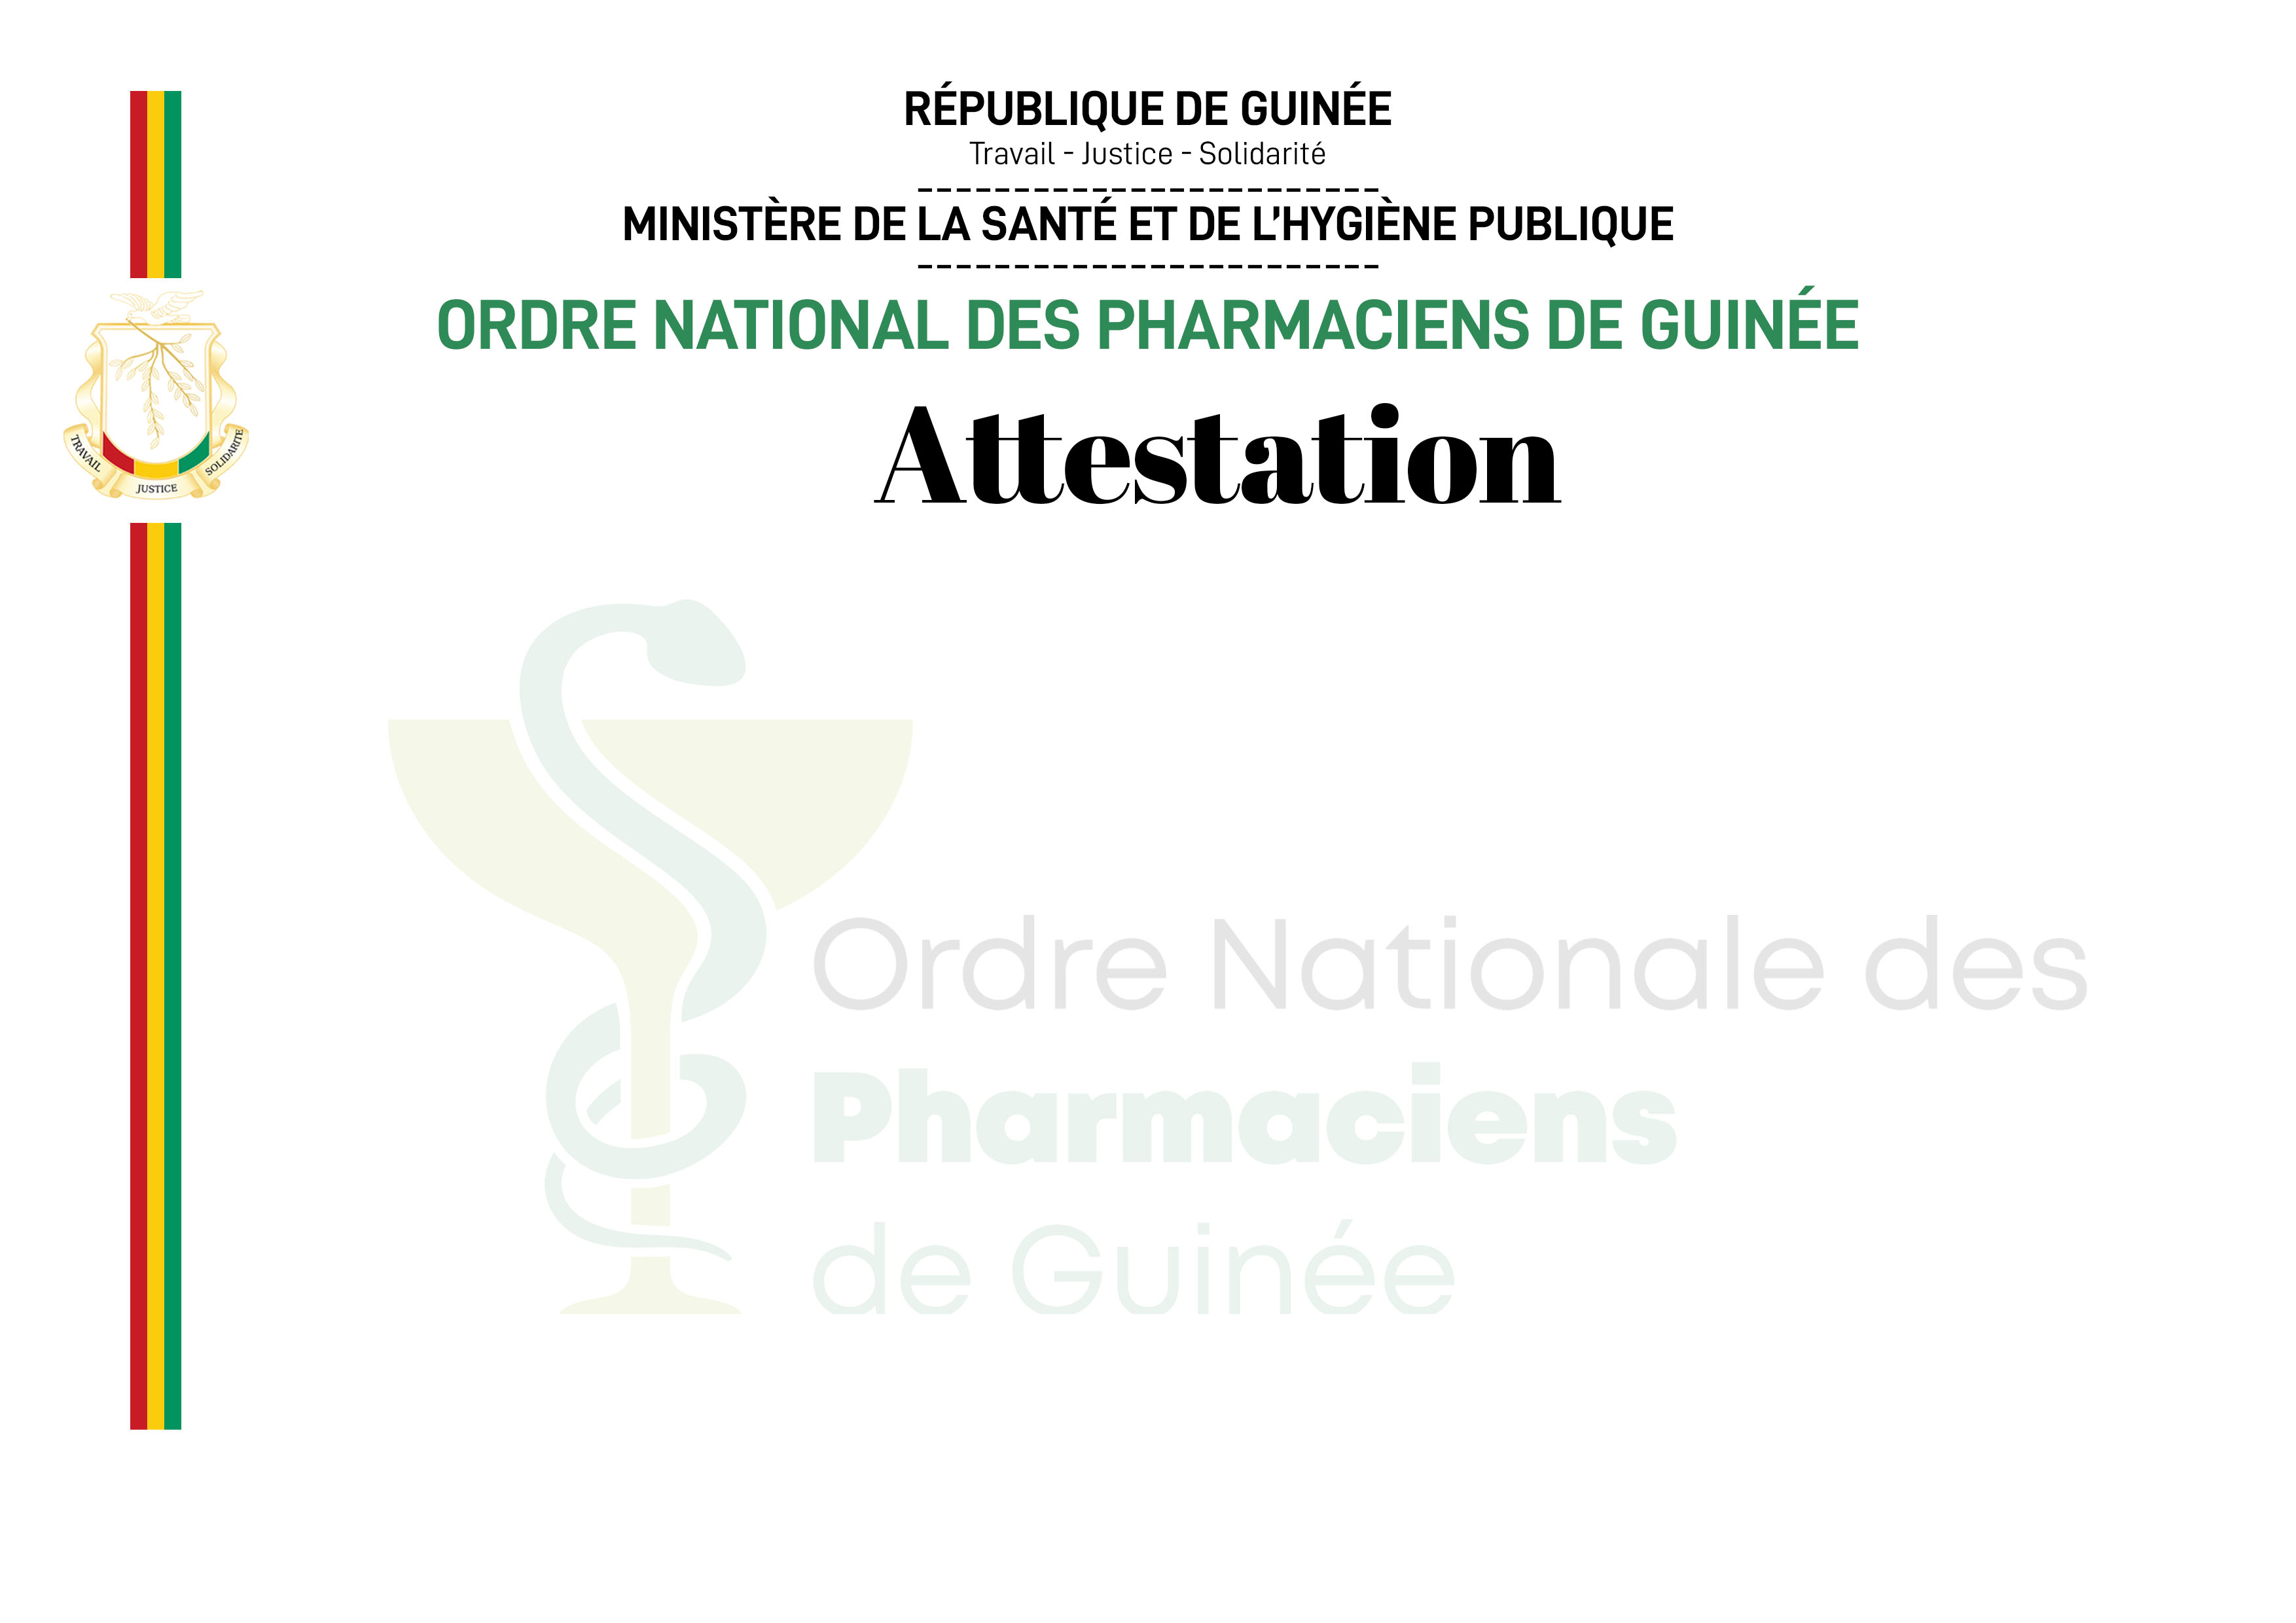 RÉPUBLIQUE DE GUINÉE
Travail - Justice - Solidarité
MINISTÈRE DE LA SANTÉ ET DE L'HYGIÈNE PUBLIQUE
ORDRE NATIONAL DES PHARMACIENS DE GUINÉE
Attestation
TRAVAIL
JUSTICE
SOLIDARITE
Ordre Nationale des
Pharmaciens
de Guinée